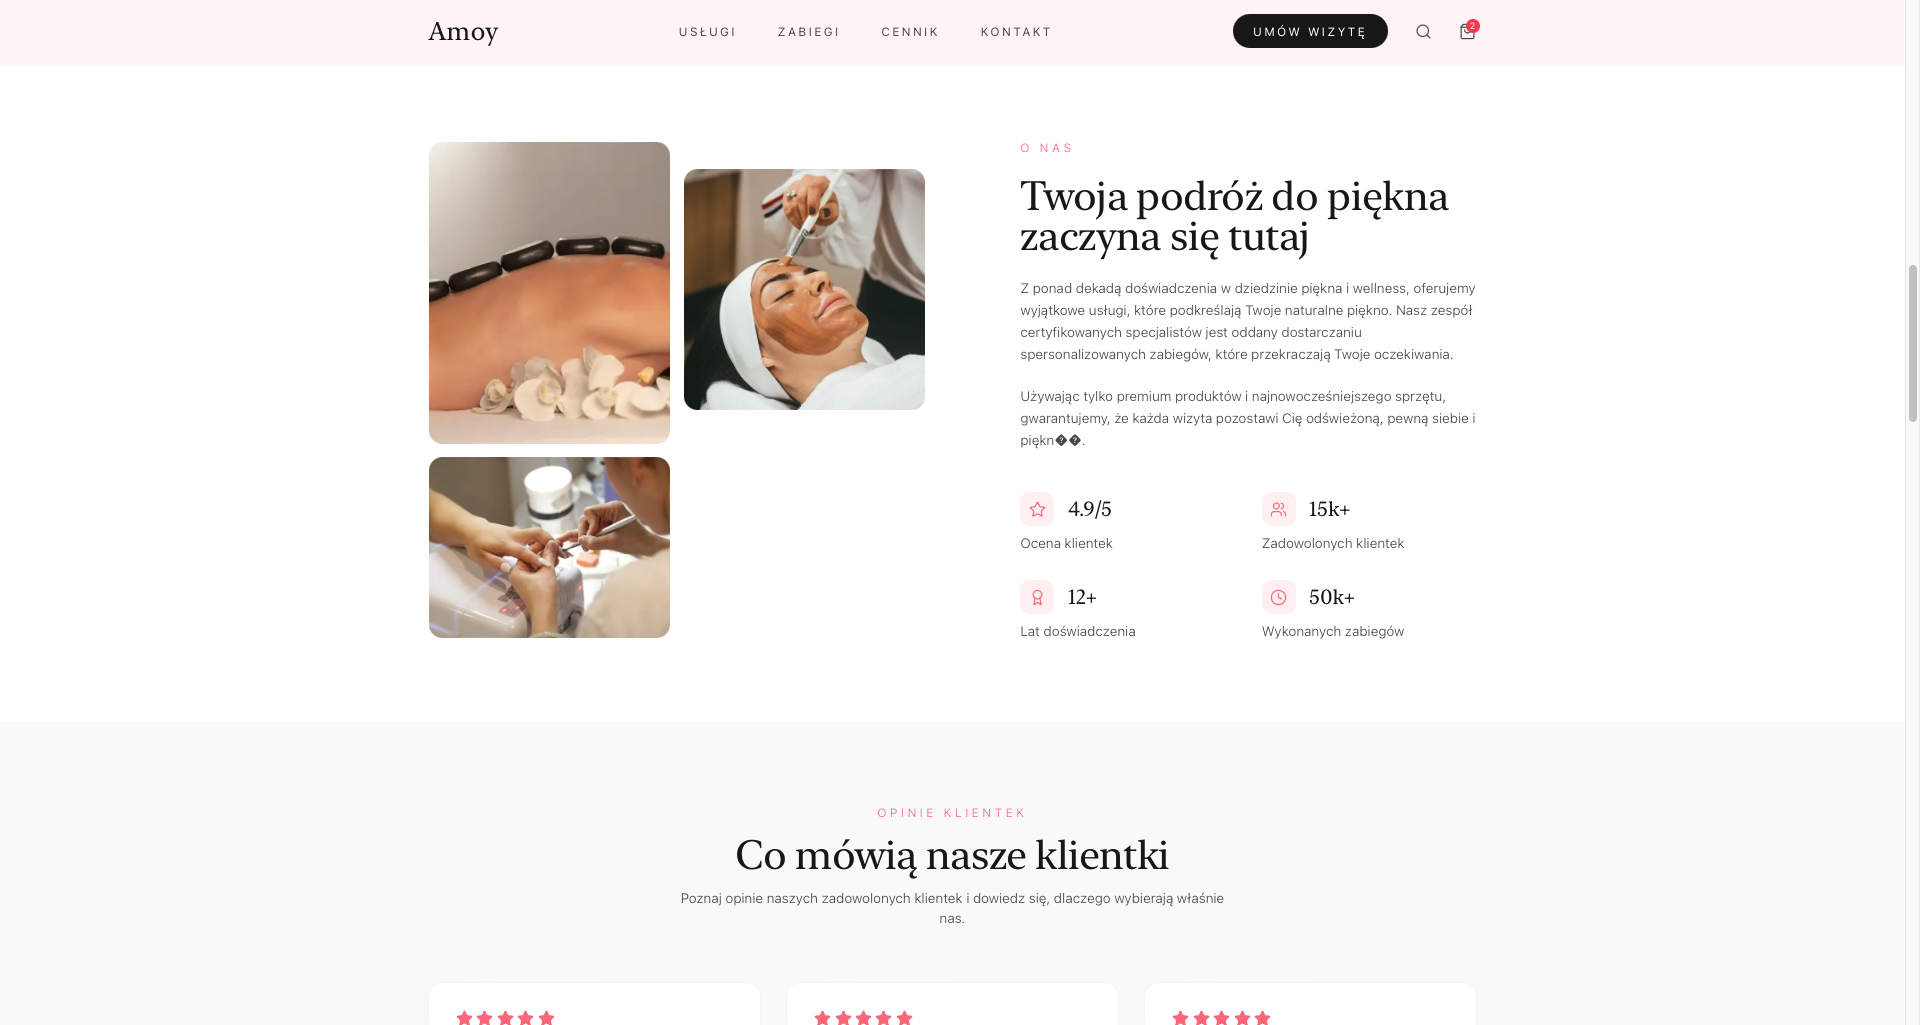 Amoy
USŁUGI
ZABIEGI
CENNIK
KONTAKT
UMÓW WIZYTĘ
2
O NAS
Twoja podróż do piękna
zaczyna się tutaj
Z ponad dekadą doświadczenia w dziedzinie piękna i wellness, oferujemy
wyjątkowe usługi, które podkreślają Twoje naturalne piękno. Nasz zespół
certyfikowanych specjalistów jest oddany dostarczaniu
spersonalizowanych zabiegów, które przekraczają Twoje oczekiwania.
Używając tylko premium produktów i najnowocześniejszego sprzętu,
gwarantujemy, że każda wizyta pozostawi Cię odświeżoną, pewną siebie i
piękn��.
4.9/5
Ocena klientek
15k+
Zadowolonych klientek
12+
Lat doświadczenia
50k+
Wykonanych zabiegów
OPINIE KLIENTEK
Co mówią nasze klientki
Poznaj opinie naszych zadowolonych klientek i dowiedz się, dlaczego wybierają właśnie
nas.